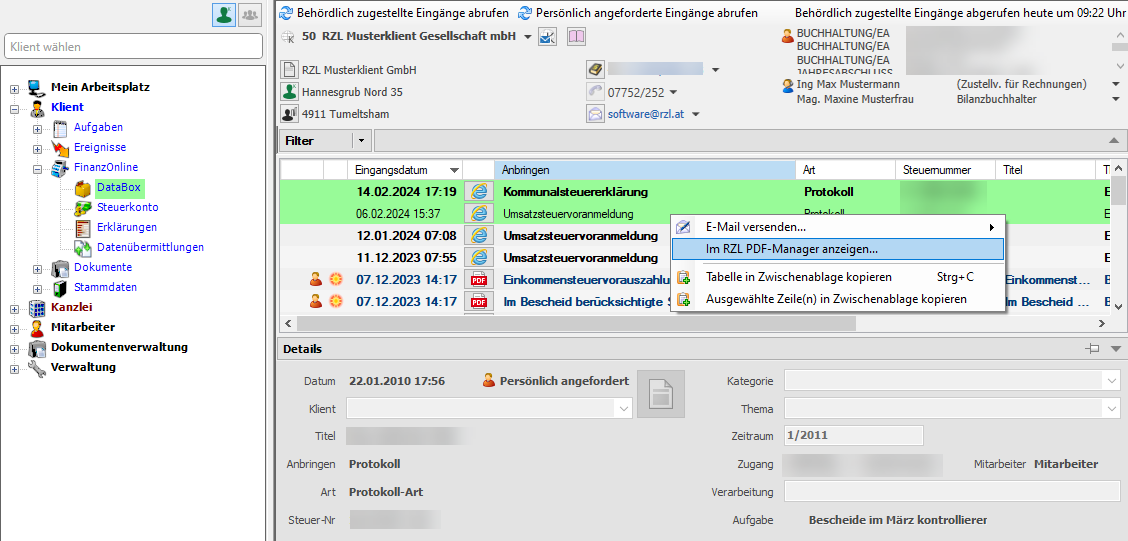 Behördlich zugestellte Eingänge abrufen Persönlich angeforderte Eingänge abrufen Behördlich zugestellte Eingänge abgerufen heute um 09:22 Uhr
Klient wählen
Mein Arbeitsplatz
Klient
Aufgaben
Ereignisse
FinanzOnline
DataBox
Steuerkonto
Erklärungen
Datenübermittlungen
Dokumente
Stammdaten
Kanzlei
Mitarbeiter
Dokumentenverwaltung
Verwaltung
50 RZL Musterklient Gesellschaft mbH
RZL Musterklient GmbH
Hannesgrub Nord 35
4911 Tumeltsham
07752/252
software@rzl.at
BUCHHALTUNG/EA
BUCHHALTUNG/EA
BUCHHALTUNG/EA
JAHRESABSCHLUSS
Ing Max Mustermann (Zustellv. für Rechnungen)
Mag. Maxine Musterfrau Bilanzbuchhalter
Filter
Eingangsdatum Anbringen Art Steuernummer Titel
14.02.2024 17:19 Kommunalsteuererklärung Protokoll E
06.02.2024 15:37 Umsatzsteuervoranmeldung Protokoll E
12.01.2024 07:08 Umsatzsteuervoranmeldung E
11.12.2023 07:55 Umsatzsteuervoranmeldung E
07.12.2023 14:17 Einkommensteuervorauszahlu Einkommenst... E
07.12.2023 14:17 Im Bescheid berücksichtigte S Im Bescheid ... E
E-Mail versenden...
Im RZL PDF-Manager anzeigen...
Tabelle in Zwischenablage kopieren Strg+C
Ausgewählte Zeile(n) in Zwischenablage kopieren
Details
Datum 22.01.2010 17:56 Persönlich angefordert
Klient
Titel
Anbringen Protokoll
Art Protokoll-Art
Steuer-Nr
Kategorie
Thema
Zeitraum 1/2011
Zugang Mitarbeiter Mitarbeiter
Verarbeitung
Aufgabe Bescheide im März kontrollieren